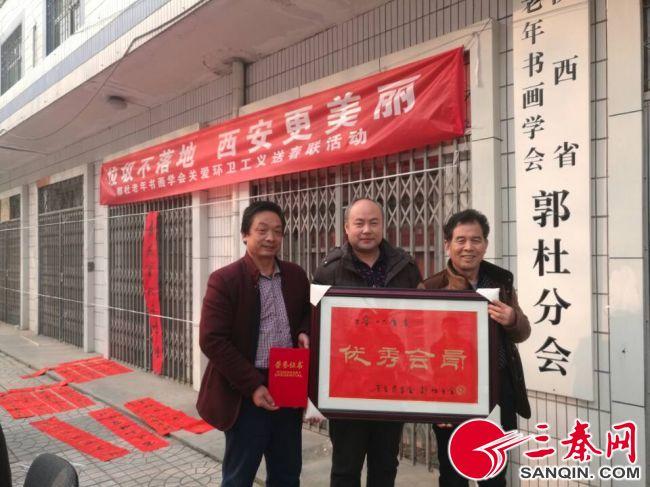 垃圾不落地 西安更美丽
郭杜老年书画学会关爱环卫工义送春联活动
西省
老年书画学会
郭杜分会
荣誉证书
优秀会员
三秦网
SANQIN.COM